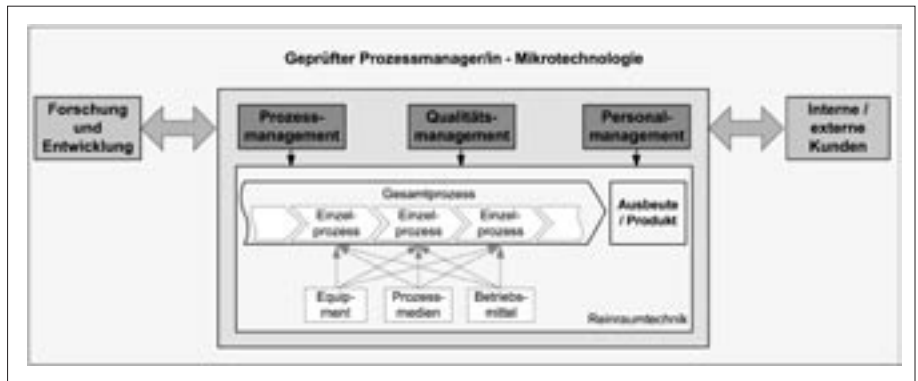 Geprüfter Prozessmanager/in - Mikrotechnologie
Forschung
und
Entwicklung
Prozess-
management
Qualitäts-
management
Personal-
management
Interne /
externe
Kunden
Gesamtprozess
Einzel-
prozess
Einzel-
prozess
Einzel-
prozess
Ausbeute
/ Produkt
Equip-
ment
Prozess-
medien
Betriebs-
mittel
Reinraumtechnik